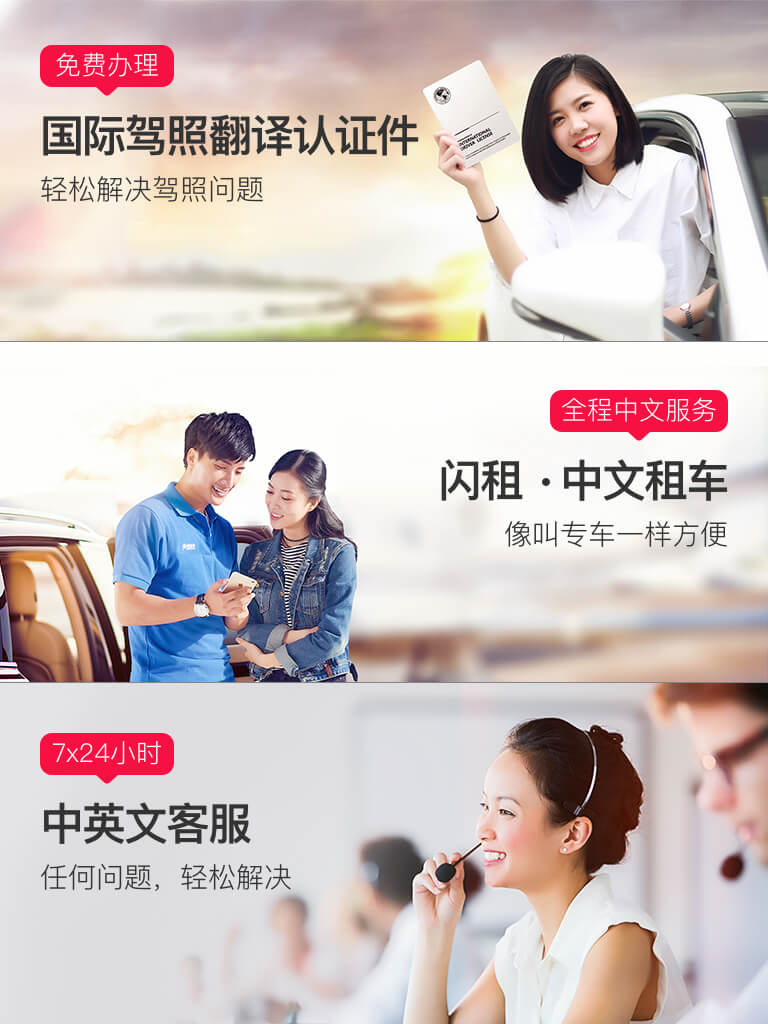 免费办理
国际驾照翻译认证件
轻松解决驾照问题
INTERNATIONAL
DRIVER LICENSE
全程中文服务
闪租·中文租车
像叫专车一样方便
7x24小时
中英文客服
任何问题，轻松解决